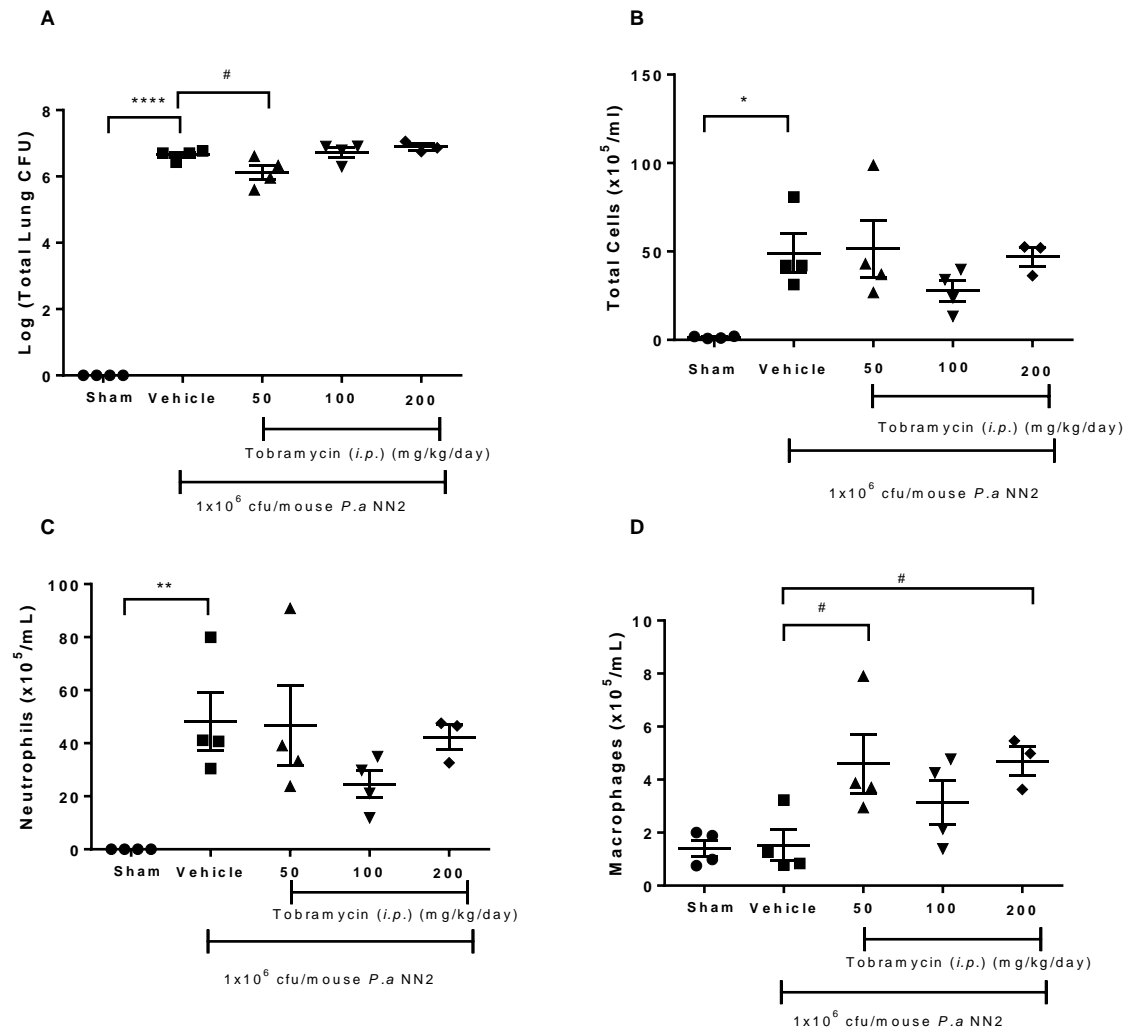 A
Log (Total Lung CFU)
8
6
4
2
0
****
#
Sham Vehicle 50 100 200
Tobramycin (i.p.) (mg/kg/day)
1x10⁶ cfu/mouse P.a NN2
B
Total Cells (x10⁵/ml)
150
100
50
0
*
Sham Vehicle 50 100 200
Tobramycin (i.p.) (mg/kg/day)
1x10⁶ cfu/mouse P.a NN2
C
Neutrophils (x10⁵/mL)
100
80
60
40
20
0
**
Sham Vehicle 50 100 200
Tobramycin (i.p.) (mg/kg/day)
1x10⁶ cfu/mouse P.a NN2
D
Macrophages (x10⁵/mL)
10
8
6
4
2
0
#
#
Sham Vehicle 50 100 200
Tobramycin (i.p.) (mg/kg/day)
1x10⁶ cfu/mouse P.a NN2